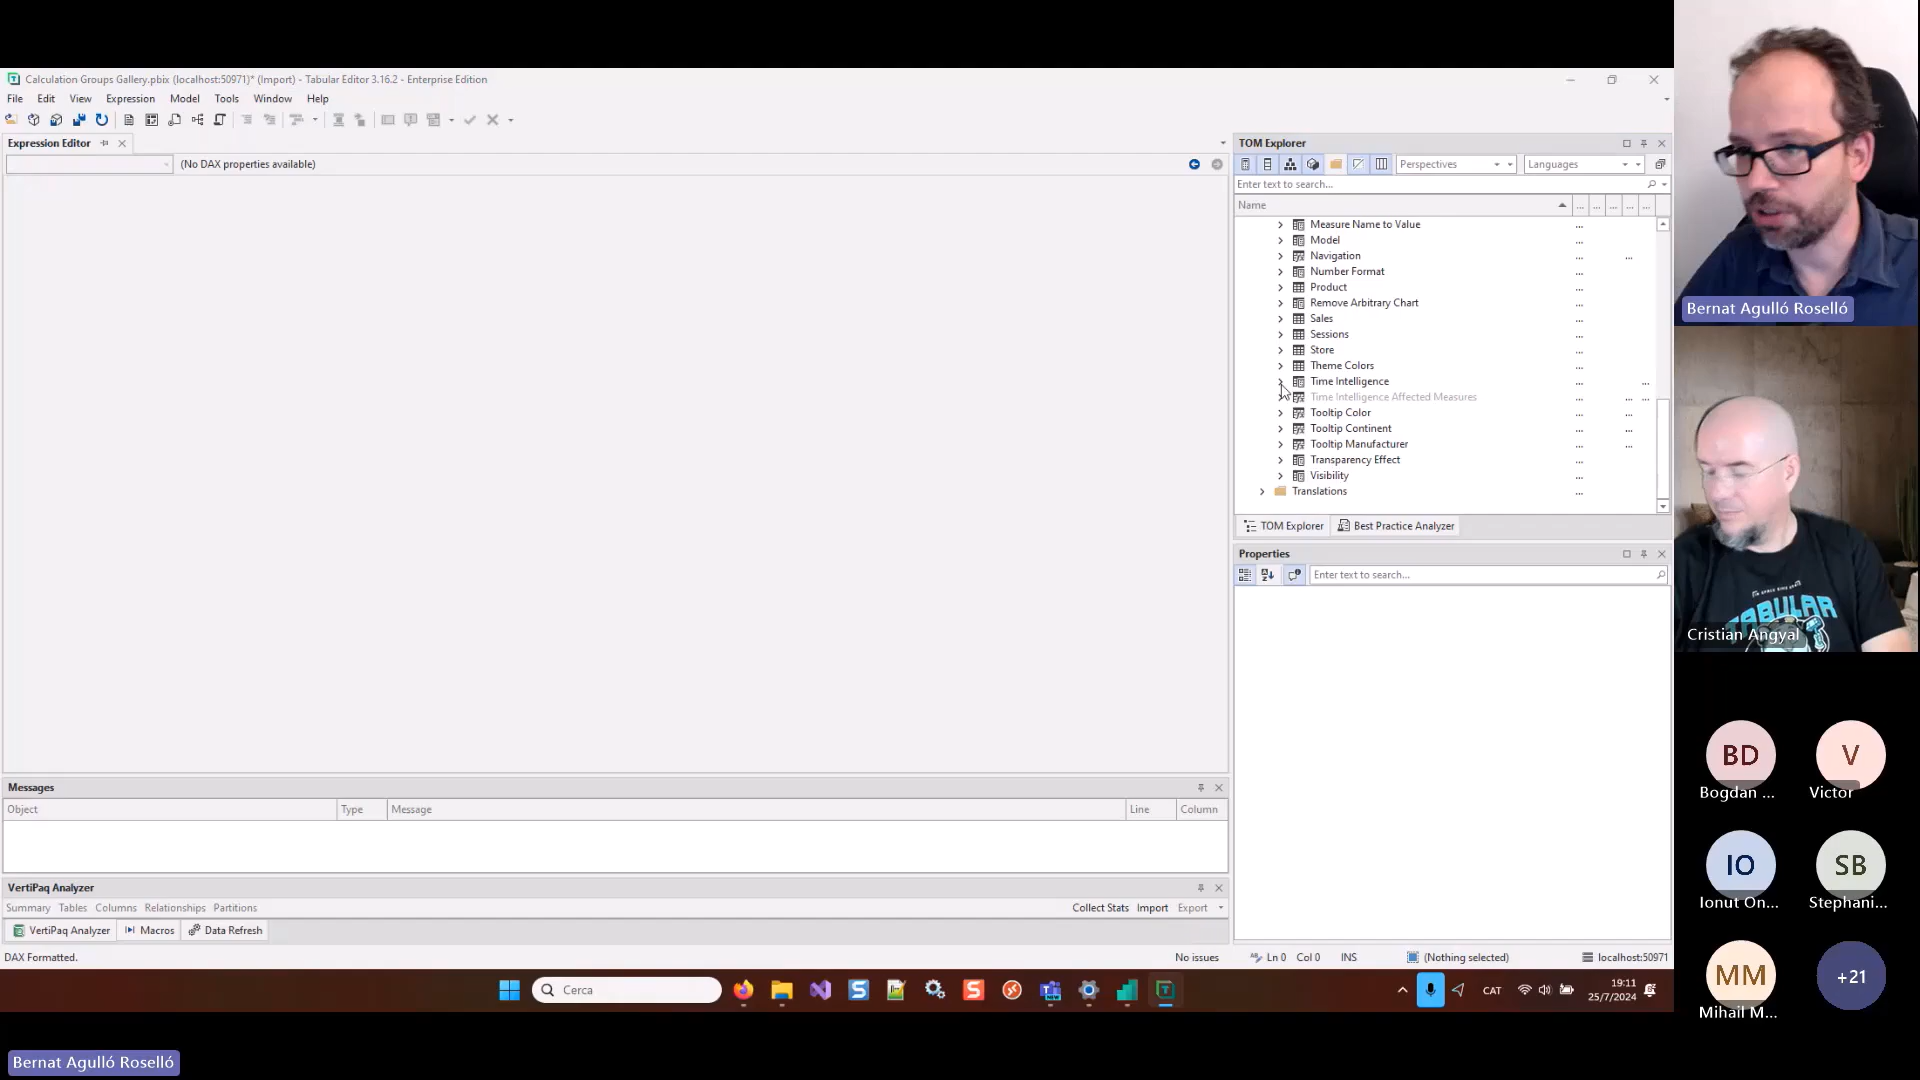 Calculation Groups Gallery.pbix (localhost:50971)* (Import) - Tabular Editor 3.16.2 - Enterprise Edition
File Edit View Expression Model Tools Window Help
Expression Editor
(No DAX properties available)
TOM Explorer
Perspectives
Languages
Enter text to search...
Name
Measure Name to Value
Model
Navigation
Number Format
Product
Remove Arbitrary Chart
Sales
Sessions
Store
Theme Colors
Time Intelligence
Time Intelligence Affected Measures
Tooltip Color
Tooltip Continent
Tooltip Manufacturer
Transparency Effect
Visibility
Translations
TOM Explorer
Best Practice Analyzer
Properties
Enter text to search...
Messages
Object Type Message Line Column
VertiPaq Analyzer
Summary Tables Columns Relationships Partitions Collect Stats Import Export
VertiPaq Analyzer Macros Data Refresh
DAX Formatted. No issues Ln 0 Col 0 INS (Nothing selected) localhost:50971
Cerca
CAT
19:11
25/7/2024
Bernat Agulló Roselló
TABULAR
Cristian Angyal
BD
Bogdan ...
V
Victor
IO
Ionut On...
SB
Stephani...
MM
Mihail M...
+21
Bernat Agulló Roselló